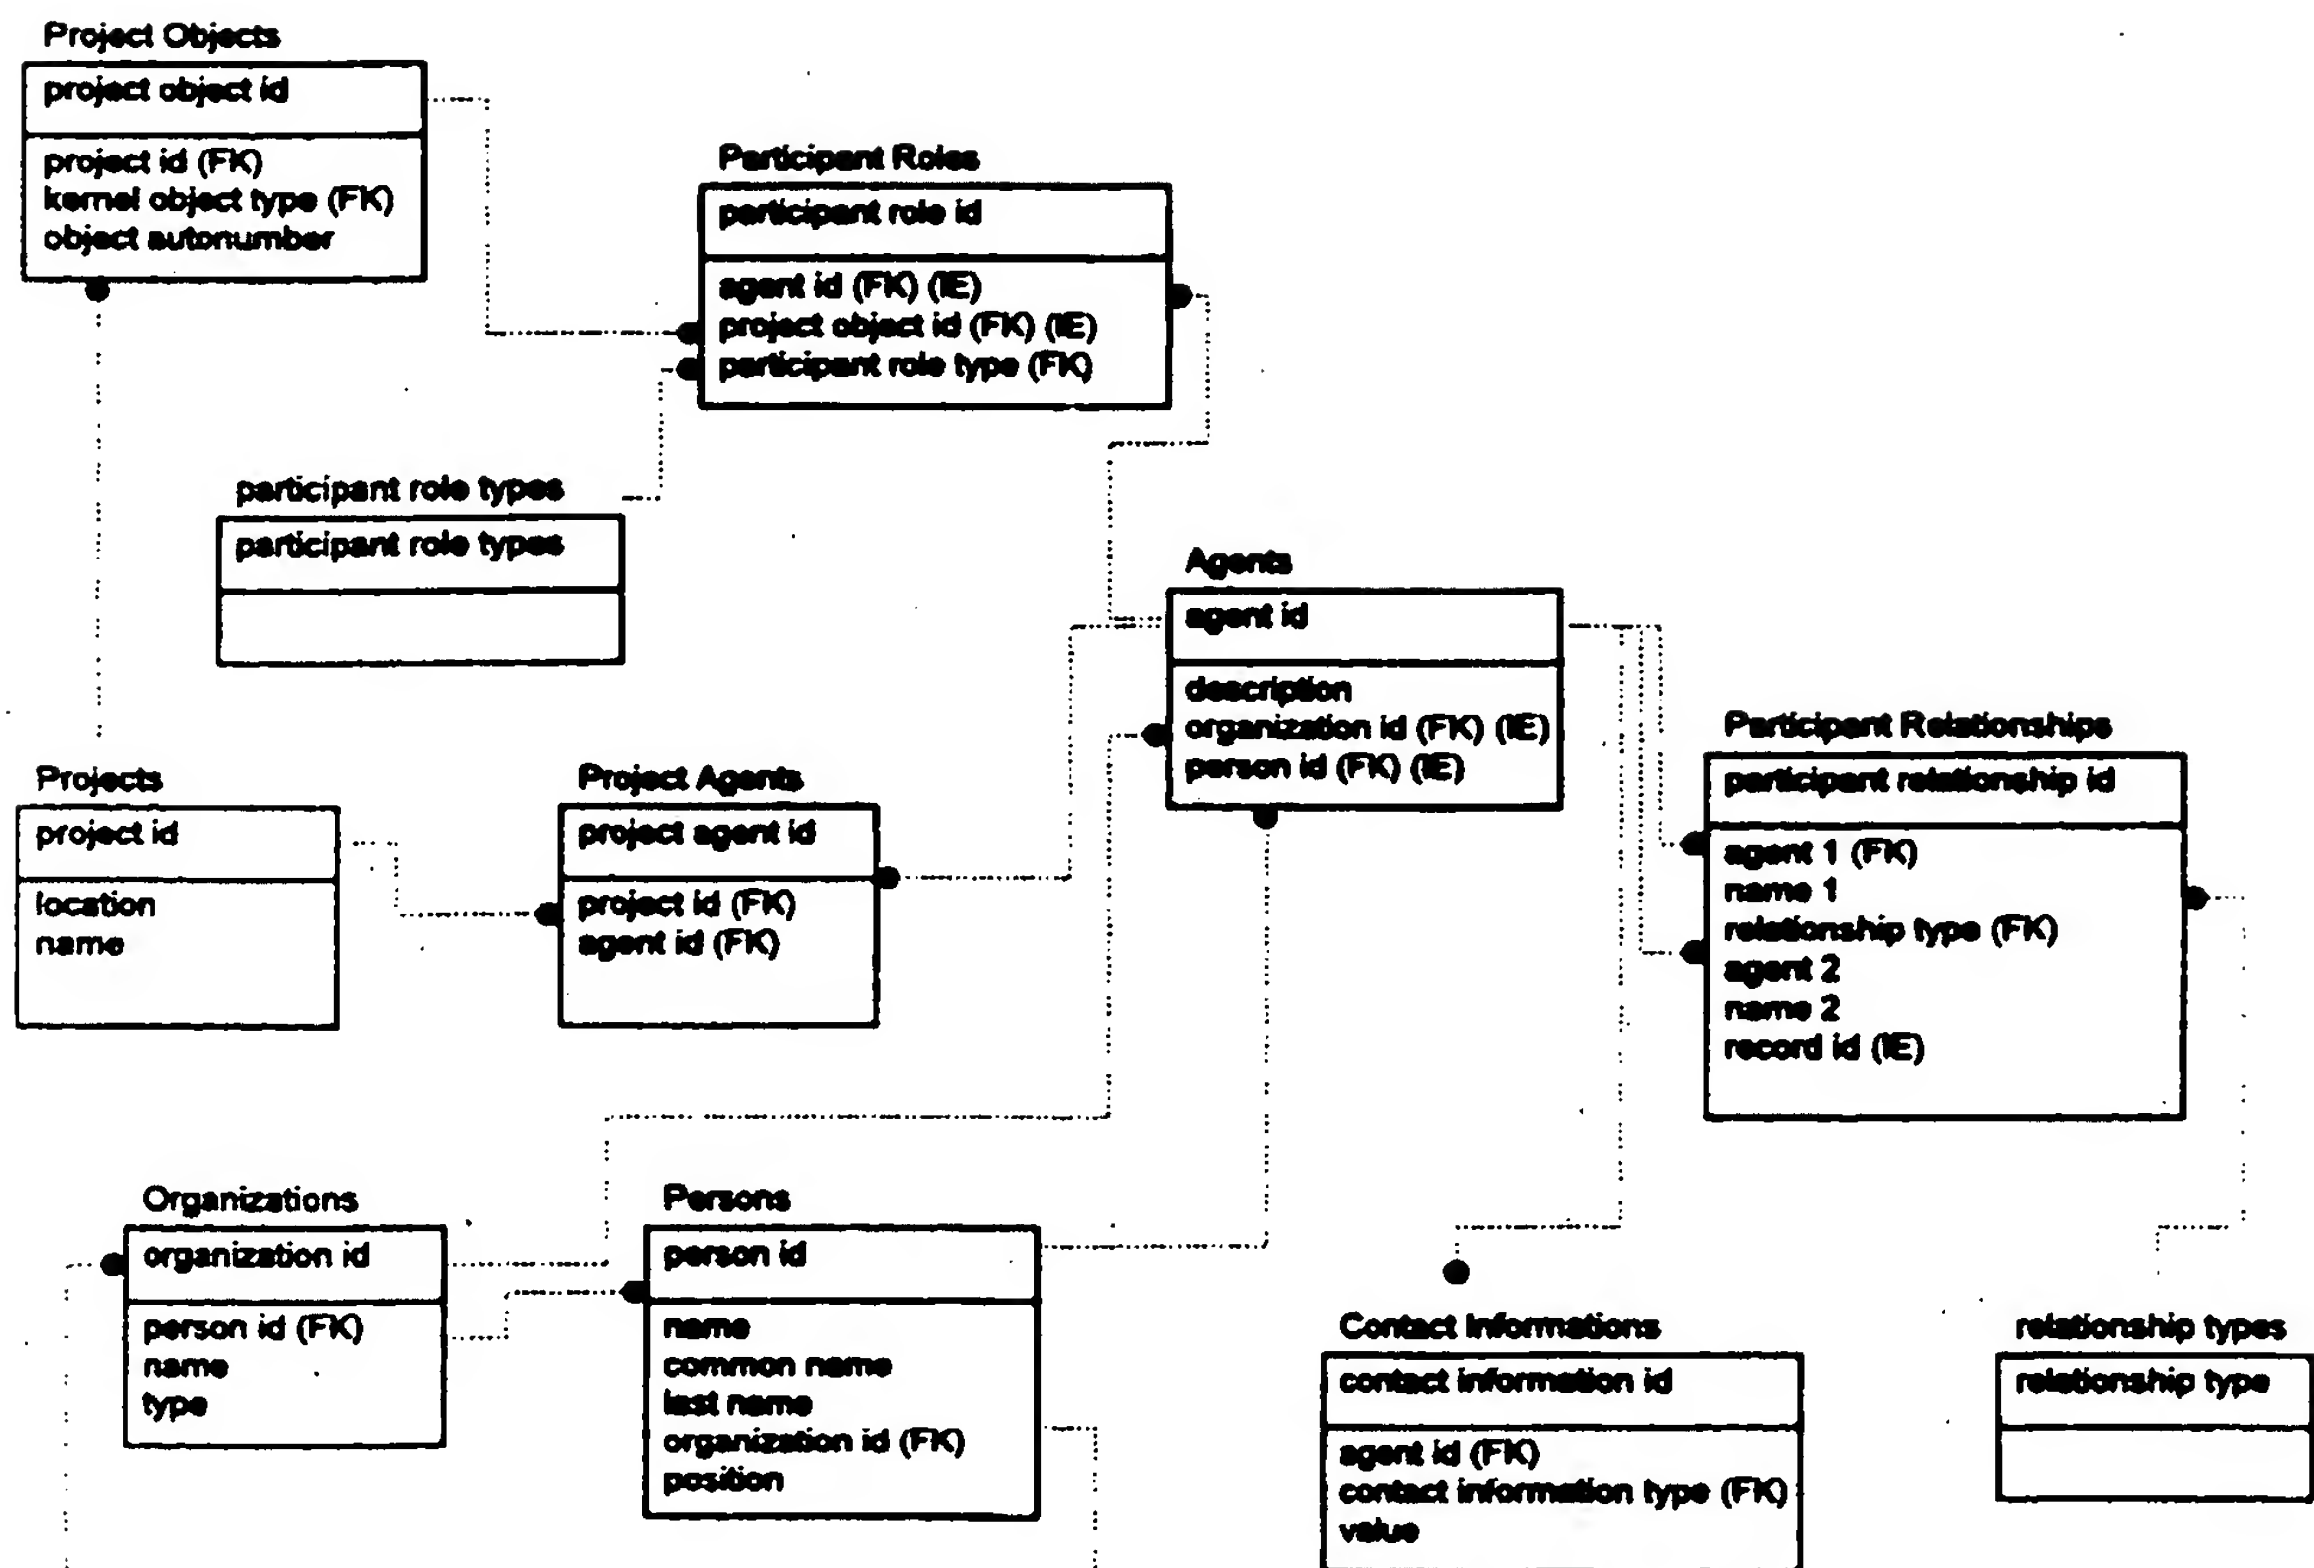 Project Objects
project object id
project id (FK)
kernel object type (FK)
object autonumber
Participant Roles
participant role id
agent id (FK) (IE)
project object id (FK) (IE)
participant role type (FK)
participant role types
participant role types
Agents
agent id
description
organization id (FK) (IE)
person id (FK) (IE)
Participant Relationships
participant relationship id
agent 1 (FK)
name 1
relationship type (FK)
agent 2
name 2
record id (IE)
Projects
project id
location
name
Project Agents
project agent id
project id (FK)
agent id (FK)
Organizations
organization id
person id (FK)
name
type
Persons
person id
name
common name
last name
organization id (FK)
position
Contact Informations
contact information id
agent id (FK)
contact information type (FK)
value
relationship types
relationship type